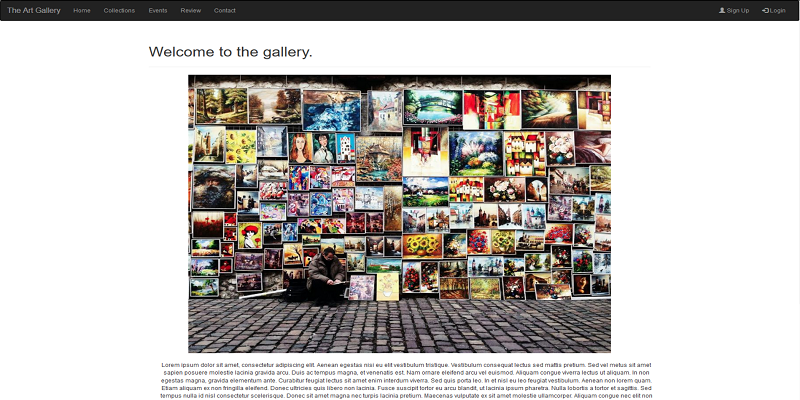 The Art Gallery Home Collections Events Review Contact Sign Up Login
Welcome to the gallery.
Lorem ipsum dolor sit amet, consectetur adipiscing elit. Aenean egestas nisi eu elit vestibulum tristique. Vestibulum consequat lectus sed mattis pretium. Sed vel metus sit amet
sapien posuere molestie lacinia gravida arcu. Duis ac tempus magna, et venenatis est. Nam ornare eleifend arcu vel euismod. Aliquam congue viverra lectus ut aliquam. In non
egestas magna, gravida elementum ante. Curabitur feugiat lectus sit amet enim interdum viverra. Sed quis porta leo. In et nisl eu leo feugiat vestibulum. Aenean non lorem quam.
Etiam aliquam ex non fringilla eleifend. Donec ultricies quis libero non lacinia. Fusce suscipit tortor eu arcu blandit, ut lacinia ipsum pharetra. Nulla lobortis a tortor et sagittis. Sed
tempus nulla id nisl consectetur scelerisque. Donec sit amet magna nec turpis lacinia pretium. Maecenas vulputate ex sit amet molestie ullamcorper. Aliquam congue nec elit non